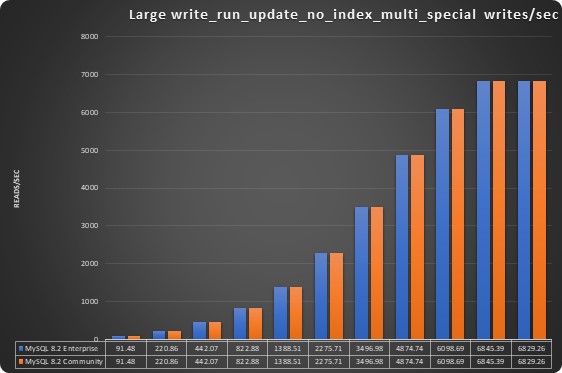 Large write_run_update_no_index_multi_special writes/sec
8000
7000
6000
5000
4000
3000
2000
1000
0
READS/SEC
MySQL 8.2 Enterprise 91.48 220.86 442.07 822.88 1388.51 2275.71 3496.98 4874.74 6098.69 6845.39 6829.26
MySQL 8.2 Community 91.48 220.86 442.07 822.88 1388.51 2275.71 3496.98 4874.74 6098.69 6845.39 6829.26